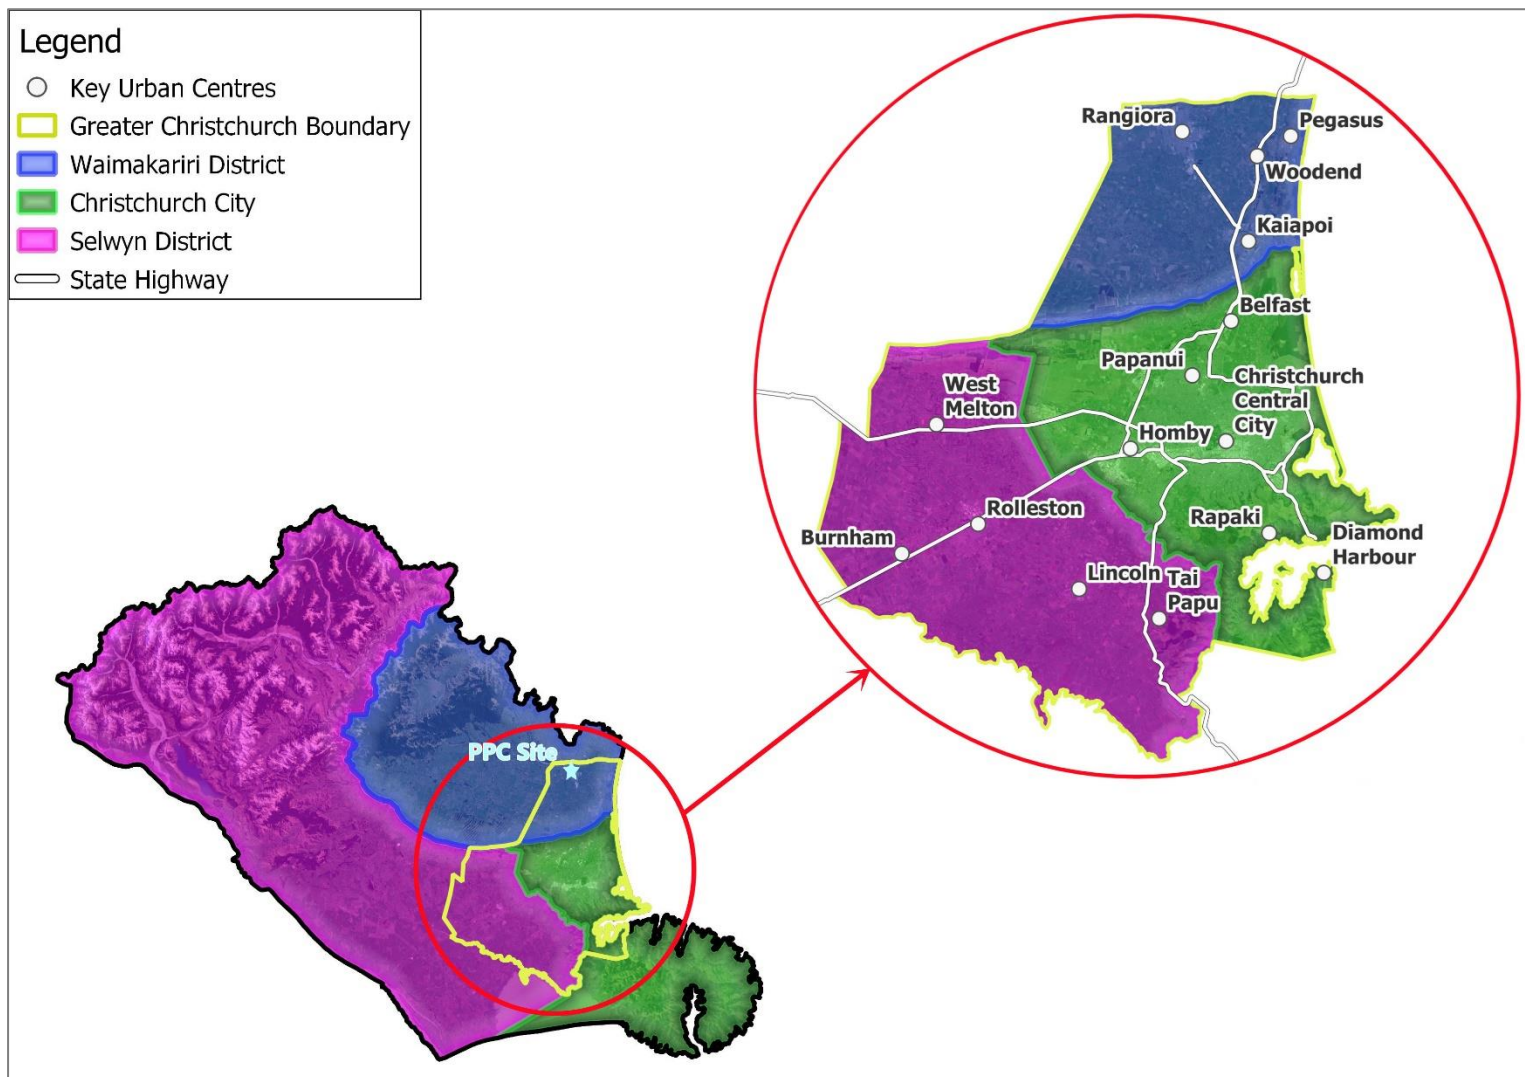 Legend
Key Urban Centres
Greater Christchurch Boundary
Waimakariri District
Christchurch City
Selwyn District
State Highway
Rangiora
Pegasus
Woodend
Kaiapoi
Belfast
Papanui
Christchurch
Central
City
West
Melton
Homby
Rolleston
Burnham
Rapaki
Diamond
Harbour
Lincoln
Tai
Papu
PPC Site